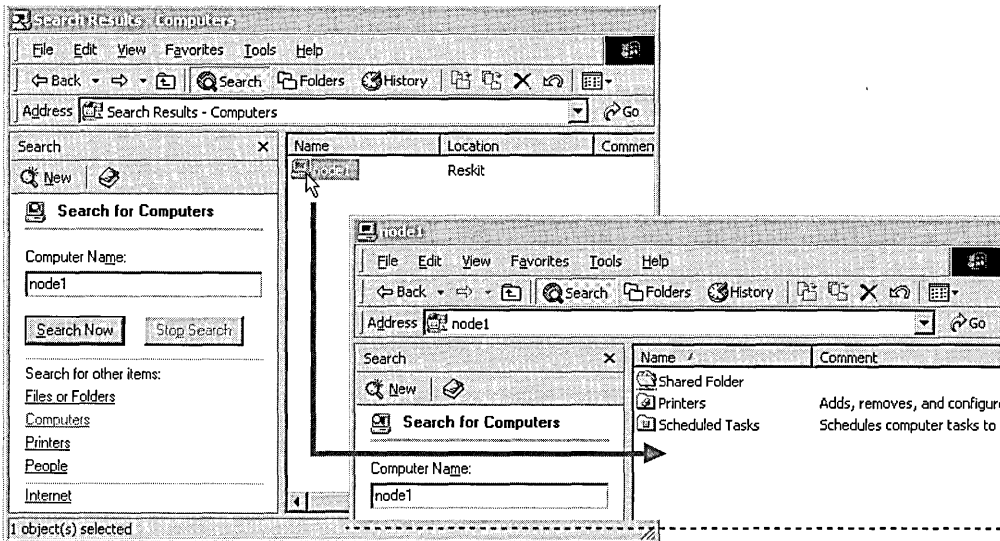 Search Results - Computers
File Edit View Favorites Tools Help
Back Search Folders History
Address Search Results - Computers Go
Search
New
Search for Computers
Computer Name:
node1
Search Now Stop Search
Search for other items:
Files or Folders
Computers
Printers
People
Internet
1 object(s) selected
Name Location Commen
node1 Reskit
node1
File Edit View Favorites Tools Help
Back Search Folders History
Address node1 Go
Search
New
Search for Computers
Computer Name:
node1
Name Comment
Shared Folder
Printers Adds, removes, and configure
Scheduled Tasks Schedules computer tasks to